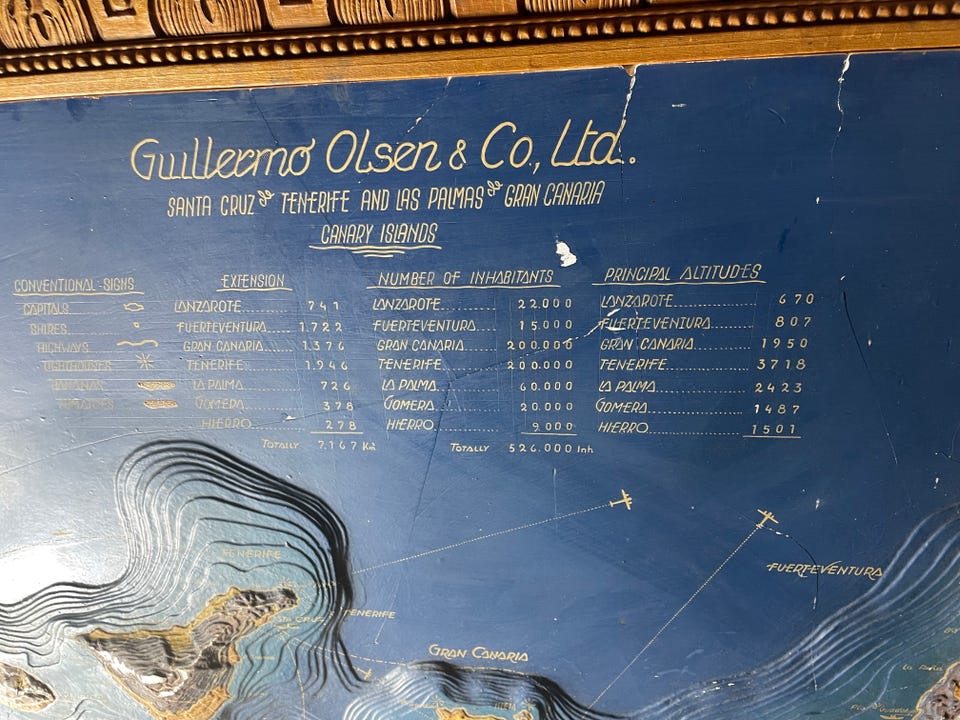 Guillermo Olsen & Co, Ltd.
SANTA CRUZ de TENERIFE AND LAS PALMAS de GRAN CANARIA
CANARY ISLANDS
CONVENTIONAL-SIGNS
CAPITALS
SHIRES
HIGHWAYS
LIGHTHOUSES
BANANAS
TOMATOES
EXTENSION
LANZAROTE........ 741
FUERTEVENTURA...... 1.722
GRAN CANARIA....... 1.376
TENERIFE........... 1.946
LA PALMA........... 726
GOMERA............. 378
HIERRO............. 278
TOTALLY 7.167 K2
NUMBER OF INHABITANTS
LANZAROTE.......... 22.000
FUERTEVENTURA...... 15.000
GRAN CANARIA....... 200.000
TENERIFE........... 200.000
LA PALMA........... 60.000
GOMERA............. 20.000
HIERRO............. 9.000
TOTALLY 526.000 Inh
PRINCIPAL ALTITUDES
LANZAROTE.......... 670
FUERTEVENTURA...... 807
GRAN CANARIA....... 1950
TENERIFE........... 3718
LA PALMA........... 2423
GOMERA............. 1487
HIERRO............. 1501
TENERIFE
FUERTEVENTURA
TENERIFE
GRAN CANARIA